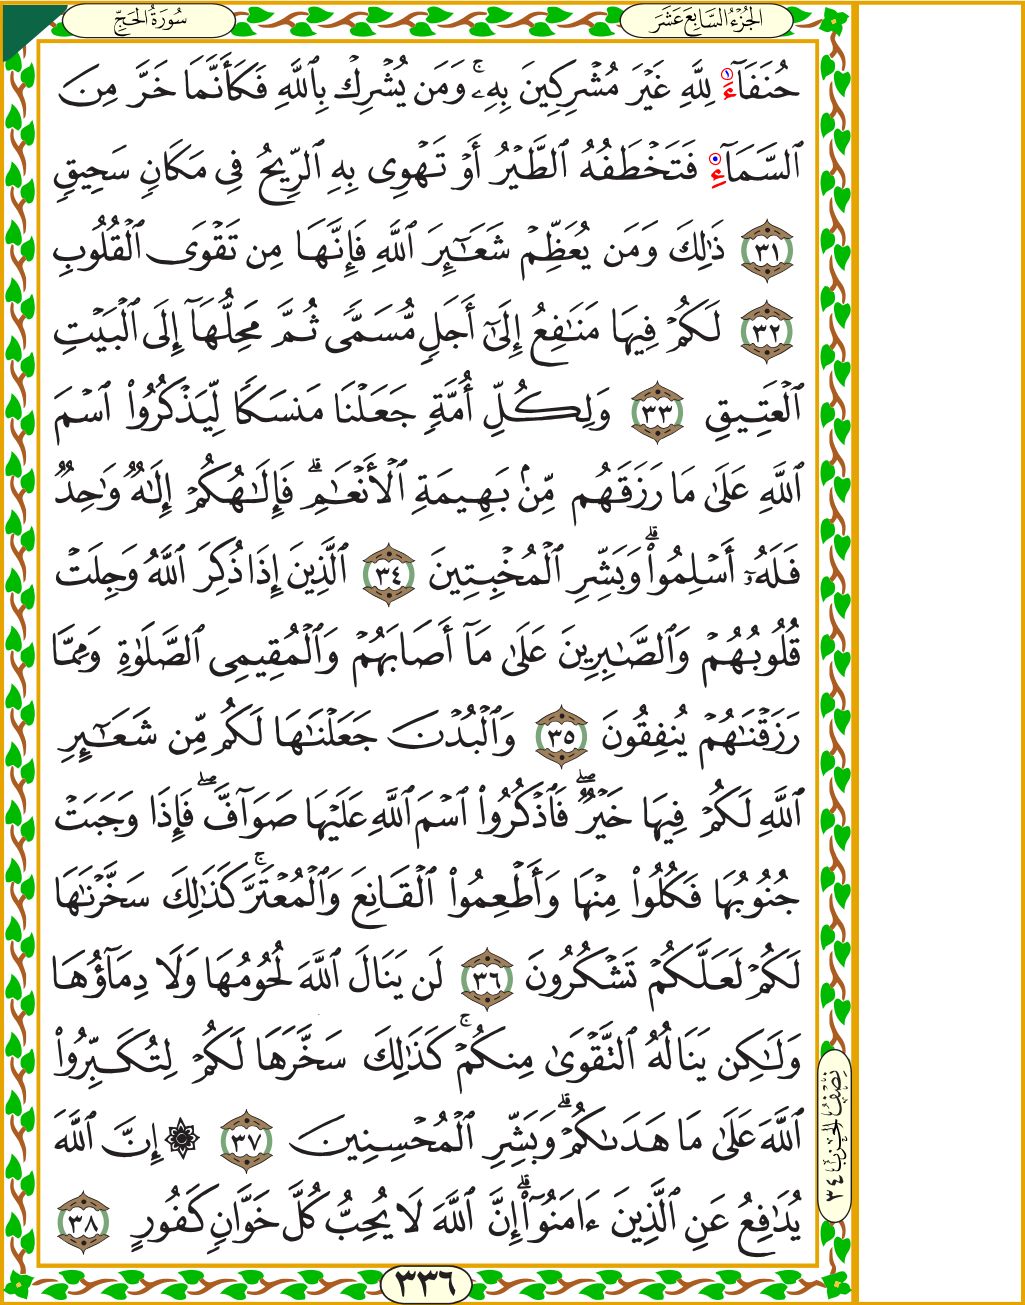 سُورَةُ الحَجِّ
الجُزْءُ السَّابِعَ عَشَرَ
حُنَفَآءَ لِلَّهِ غَيْرَ مُشْرِكِينَ بِهِۦۚ وَمَن يُشْرِكْ بِٱللَّهِ فَكَأَنَّمَا خَرَّ مِنَ
ٱلسَّمَآءِ فَتَخْطَفُهُ ٱلطَّيْرُ أَوْ تَهْوِى بِهِ ٱلرِّيحُ فِى مَكَانٍ سَحِيقٍ
٣١ ذَٰلِكَ وَمَن يُعَظِّمْ شَعَٰٓئِرَ ٱللَّهِ فَإِنَّهَا مِن تَقْوَى ٱلْقُلُوبِ
٣٢ لَكُمْ فِيهَا مَنَٰفِعُ إِلَىٰٓ أَجَلٍ مُّسَمًّى ثُمَّ مَحِلُّهَآ إِلَى ٱلْبَيْتِ
ٱلْعَتِيقِ ٣٣ وَلِكُلِّ أُمَّةٍ جَعَلْنَا مَنسَكًا لِّيَذْكُرُوا۟ ٱسْمَ
ٱللَّهِ عَلَىٰ مَا رَزَقَهُم مِّنۢ بَهِيمَةِ ٱلْأَنْعَٰمِۗ فَإِلَٰهُكُمْ إِلَٰهٌ وَٰحِدٌ
فَلَهُۥٓ أَسْلِمُوا۟ۗ وَبَشِّرِ ٱلْمُخْبِتِينَ ٣٤ ٱلَّذِينَ إِذَا ذُكِرَ ٱللَّهُ وَجِلَتْ
قُلُوبُهُمْ وَٱلصَّٰبِرِينَ عَلَىٰ مَآ أَصَابَهُمْ وَٱلْمُقِيمِى ٱلصَّلَوٰةِ وَمِمَّا
رَزَقْنَٰهُمْ يُنفِقُونَ ٣٥ وَٱلْبُدْنَ جَعَلْنَٰهَا لَكُم مِّن شَعَٰٓئِرِ
ٱللَّهِ لَكُمْ فِيهَا خَيْرٌۖ فَٱذْكُرُوا۟ ٱسْمَ ٱللَّهِ عَلَيْهَا صَوَآفَّۖ فَإِذَا وَجَبَتْ
جُنُوبُهَا فَكُلُوا۟ مِنْهَا وَأَطْعِمُوا۟ ٱلْقَانِعَ وَٱلْمُعْتَرَّۚ كَذَٰلِكَ سَخَّرْنَٰهَا
لَكُمْ لَعَلَّكُمْ تَشْكُرُونَ ٣٦ لَن يَنَالَ ٱللَّهَ لُحُومُهَا وَلَا دِمَآؤُهَا
وَلَٰكِن يَنَالُهُ ٱلتَّقْوَىٰ مِنكُمْۚ كَذَٰلِكَ سَخَّرَهَا لَكُمْ لِتُكَبِّرُوا۟
ٱللَّهَ عَلَىٰ مَا هَدَىٰكُمْۗ وَبَشِّرِ ٱلْمُحْسِنِينَ ٣٧ ۞ إِنَّ ٱللَّهَ
يُدَٰفِعُ عَنِ ٱلَّذِينَ ءَامَنُوٓا۟ۗ إِنَّ ٱللَّهَ لَا يُحِبُّ كُلَّ خَوَّانٍ كَفُورٍ ٣٨
نِصْفُ الحِزْبِ ٣٤
٣٣٦